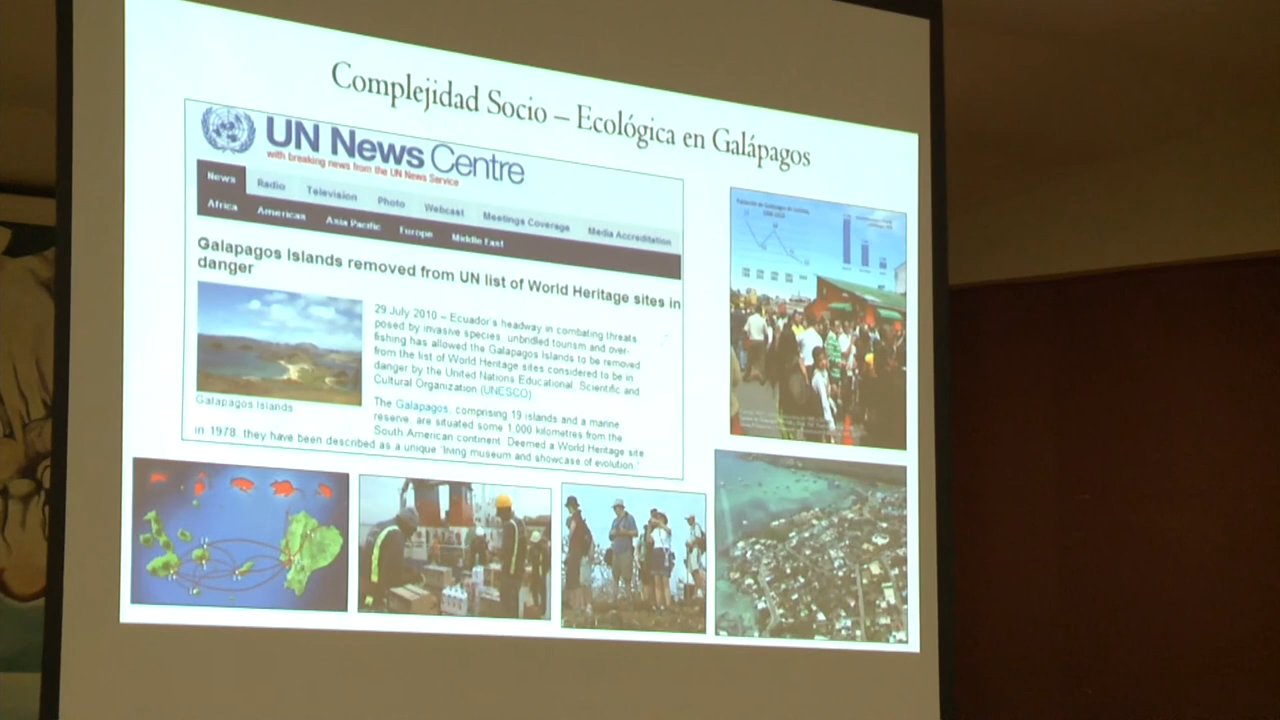 Complejidad Socio – Ecológica en Galápagos
UN News Centre
with breaking news from the UN News Service
News Radio Television Photo Webcast Meetings Coverage Media Accreditation
Africa Americas Asia Pacific Europe Middle East
Galapagos Islands removed from UN list of World Heritage sites in
danger
29 July 2010 – Ecuador's headway in combating threats
posed by invasive species, unbridled tourism and over-
fishing has allowed the Galapagos Islands to be removed
from the list of World Heritage sites considered to be in
danger by the United Nations Educational, Scientific and
Cultural Organization (UNESCO).
Galapagos Islands
The Galapagos, comprising 19 islands and a marine
reserve, are situated some 1,000 kilometres from the
South American continent. Deemed a World Heritage site
in 1978, they have been described as a unique 'living museum and showcase of evolution.'